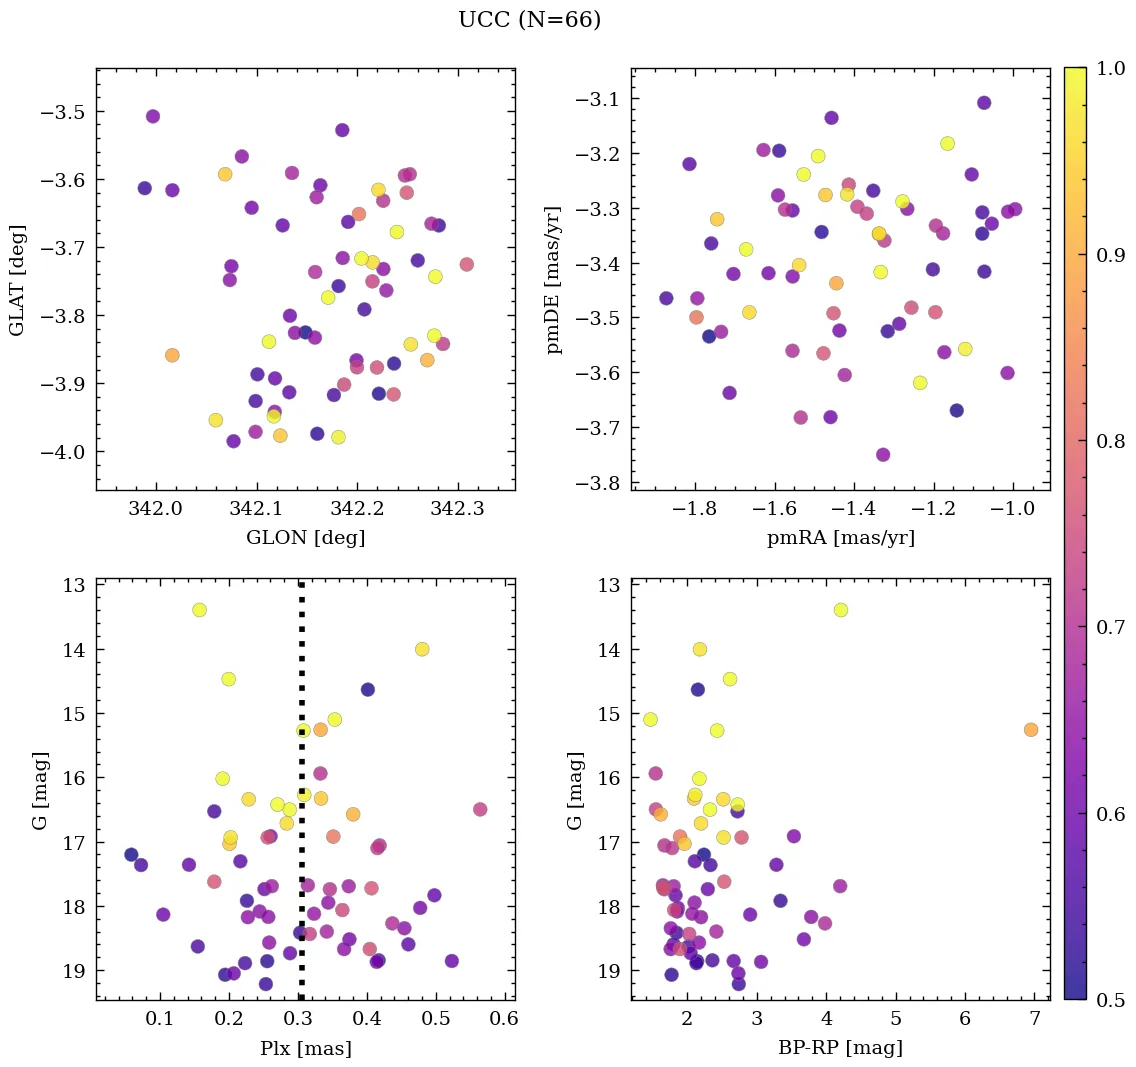 UCC (N=66)
−3.5
−3.6
−3.7
−3.8
−3.9
−4.0
GLAT [deg]
342.0 342.1 342.2 342.3
GLON [deg]
−3.1
−3.2
−3.3
−3.4
−3.5
−3.6
−3.7
−3.8
pmDE [mas/yr]
−1.8 −1.6 −1.4 −1.2 −1.0
pmRA [mas/yr]
1.0
0.9
0.8
0.7
0.6
0.5
13
14
15
16
17
18
19
G [mag]
0.1 0.2 0.3 0.4 0.5 0.6
Plx [mas]
13
14
15
16
17
18
19
G [mag]
2 3 4 5 6 7
BP-RP [mag]